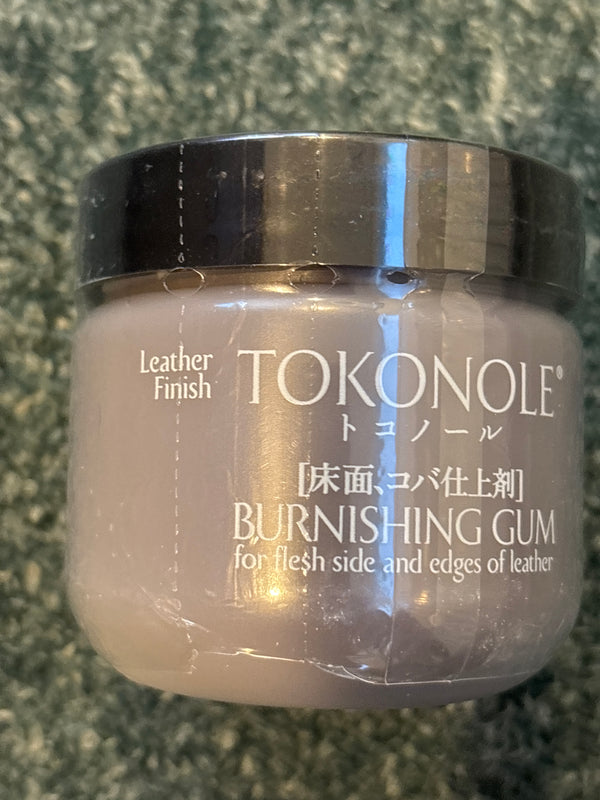 Leather
Finish
TOKONOLE®
トコノール
[床面、コバ仕上剤]
BURNISHING GUM
for flesh side and edges of leather